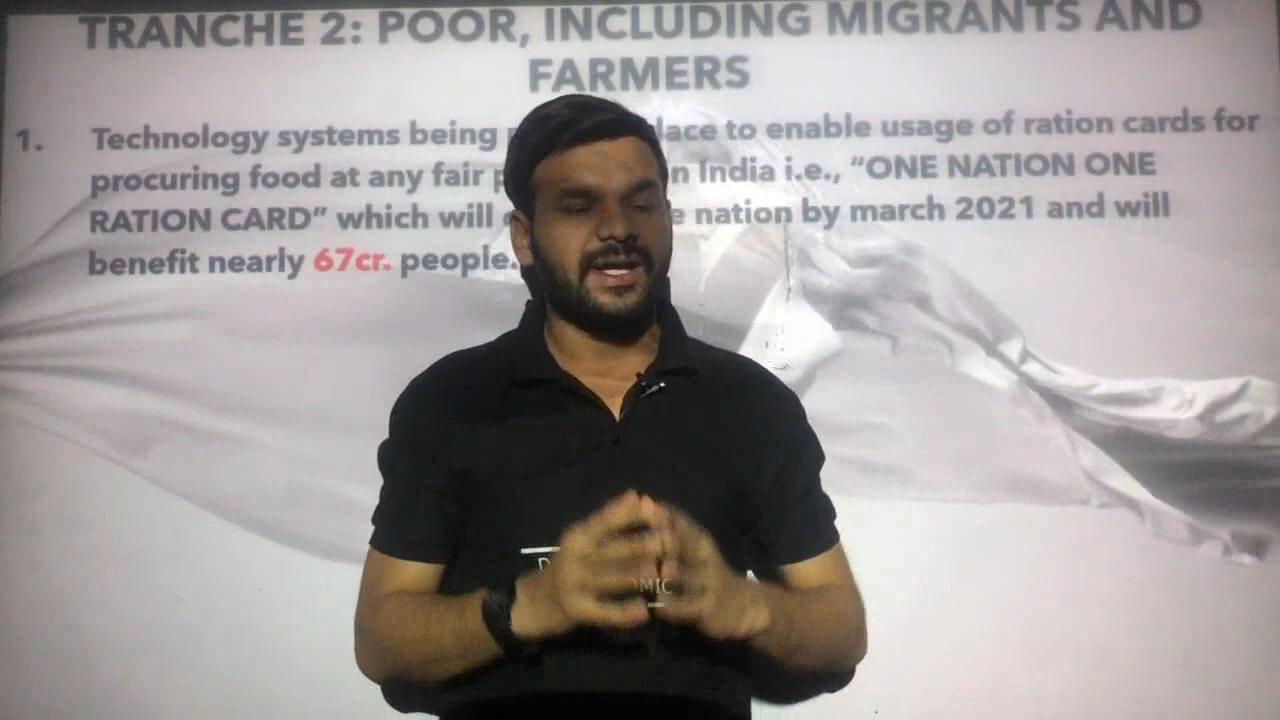 TRANCHE 2: POOR, INCLUDING MIGRANTS AND
FARMERS
1. Technology systems being lace to enable usage of ration cards for
procuring food at any fair n India i.e., “ONE NATION ONE
RATION CARD” which will nation by march 2021 and will
benefit nearly 67cr. people.